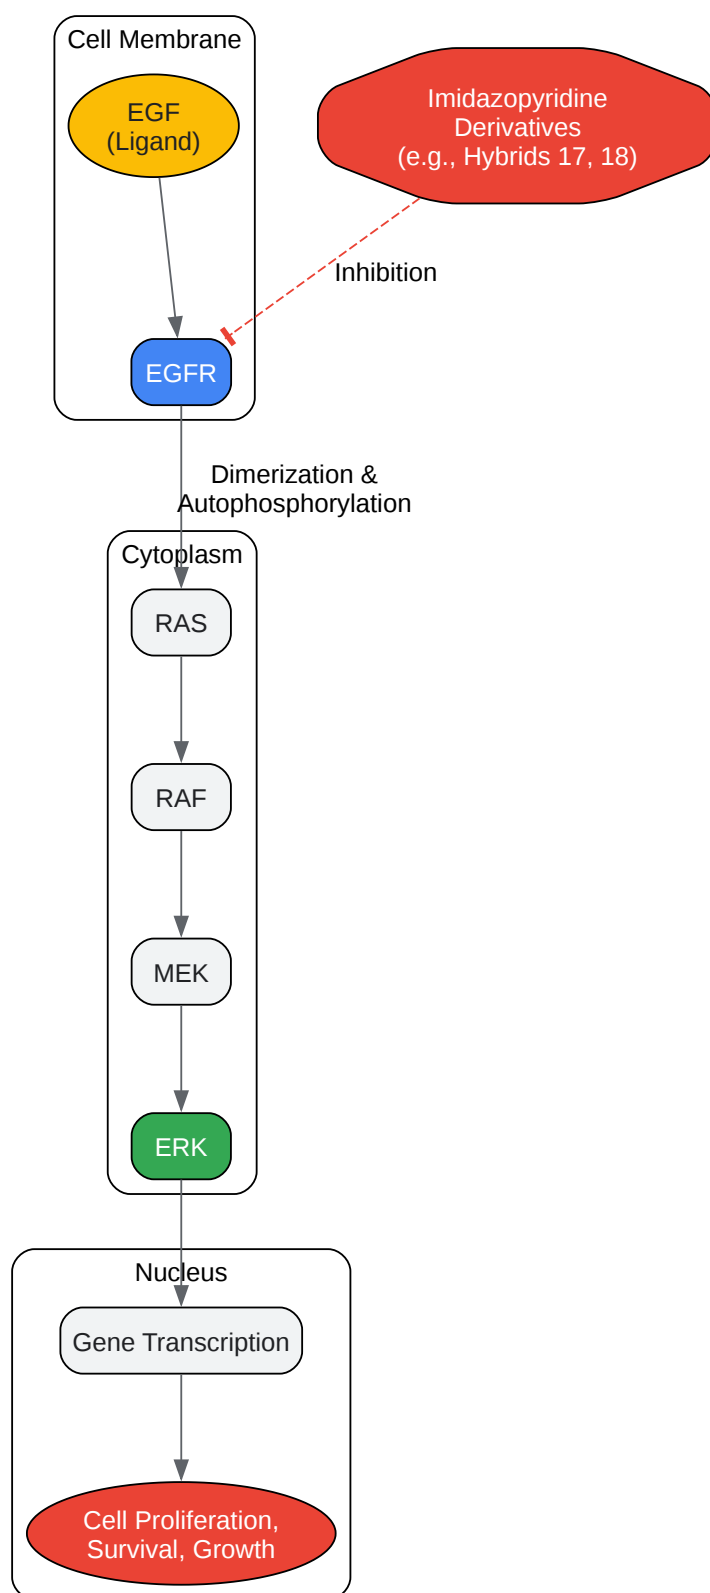 Cell Membrane
EGF
(Ligand)
Imidazopyridine
Derivatives
(e.g., Hybrids 17, 18)
Inhibition
EGFR
Dimerization &
Autophosphorylation
Cytoplasm
RAS
RAF
MEK
ERK
Nucleus
Gene Transcription
Cell Proliferation,
Survival, Growth